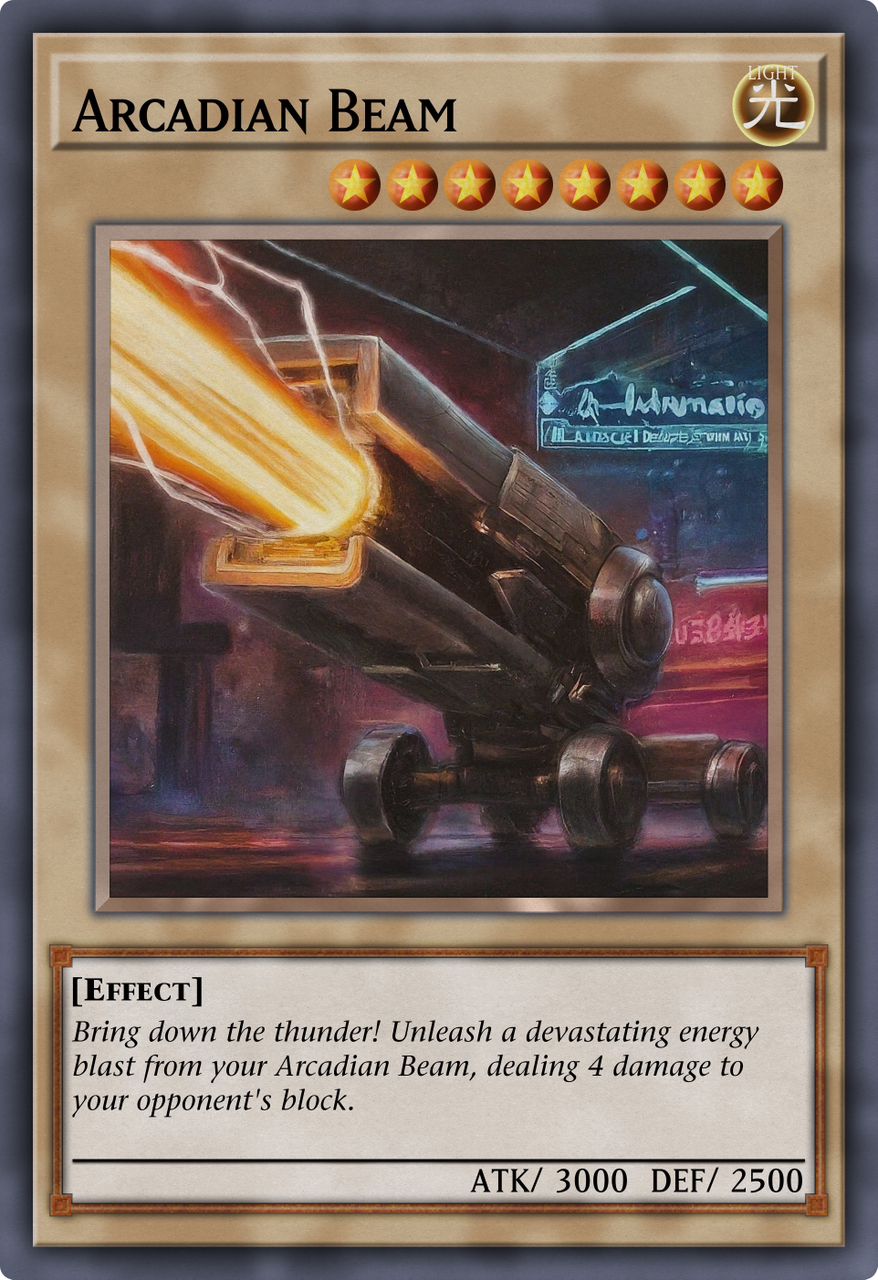 Arcadian Beam
LIGHT
光
[Effect]
Bring down the thunder! Unleash a devastating energy
blast from your Arcadian Beam, dealing 4 damage to
your opponent's block.
ATK/ 3000 DEF/ 2500